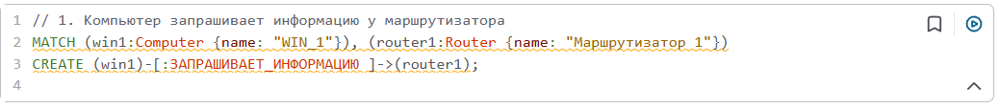 1 // 1. Компьютер запрашивает информацию у маршрутизатора
2 MATCH (win1:Computer {name: "WIN_1"}), (router1:Router {name: "Маршрутизатор 1"})
3 CREATE (win1)-[:ЗАПРАШИВАЕТ_ИНФОРМАЦИЮ ]->(router1);
4